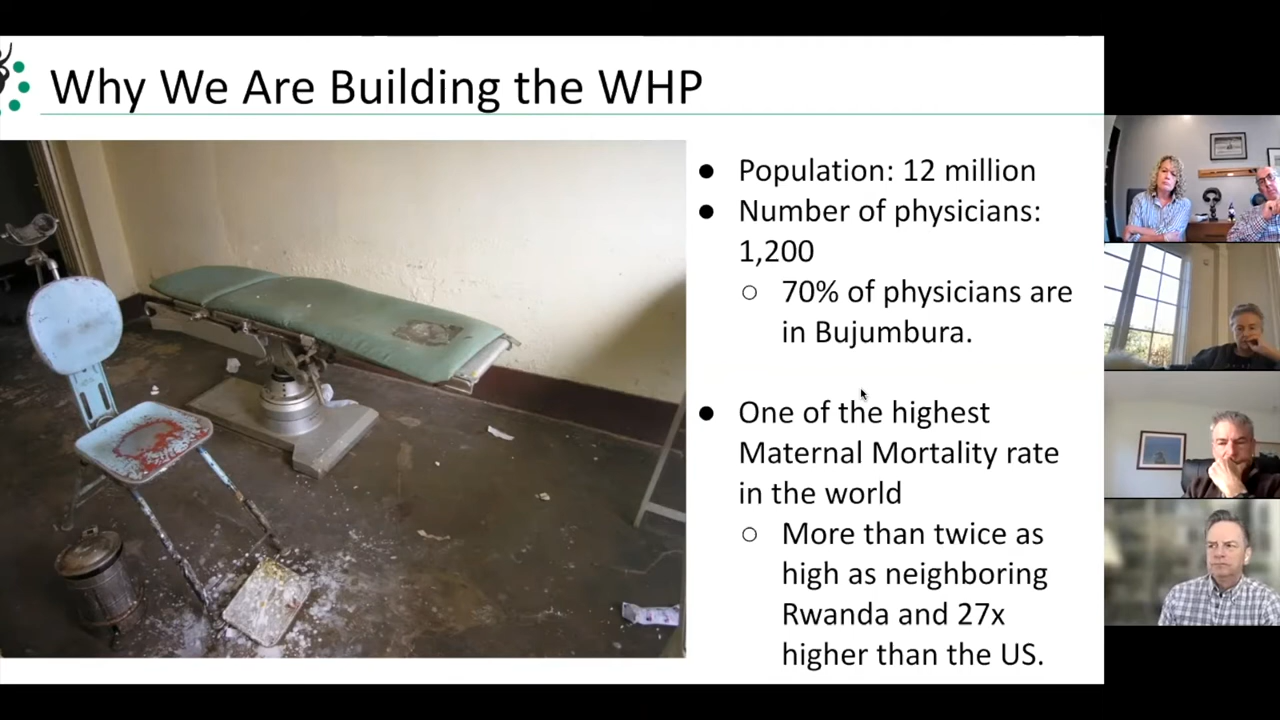 Why We Are Building the WHP
● Population: 12 million
● Number of physicians:
1,200
○ 70% of physicians are
in Bujumbura.
● One of the highest
Maternal Mortality rate
in the world
○ More than twice as
high as neighboring
Rwanda and 27x
higher than the US.